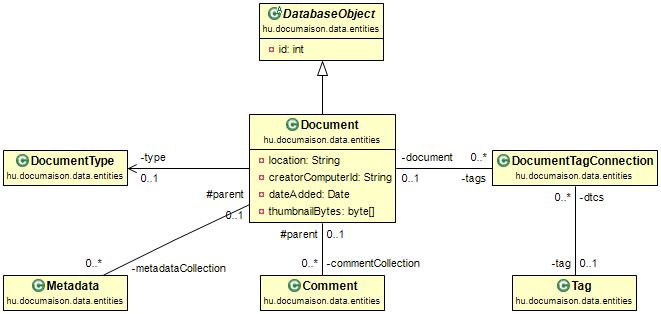 DatabaseObject
hu.documaison.data.entities
id: int
Document
hu.documaison.data.entities
location: String
creatorComputerId: String
dateAdded: Date
thumbnailBytes: byte[]
DocumentType
hu.documaison.data.entities
-type
0..1
-document
0..1
0..*
-tags
DocumentTagConnection
hu.documaison.data.entities
#parent
0..1
0..*
-metadataCollection
#parent
0..1
0..*
-commentCollection
0..*
-dtcs
-tag
0..1
Metadata
hu.documaison.data.entities
Comment
hu.documaison.data.entities
Tag
hu.documaison.data.entities